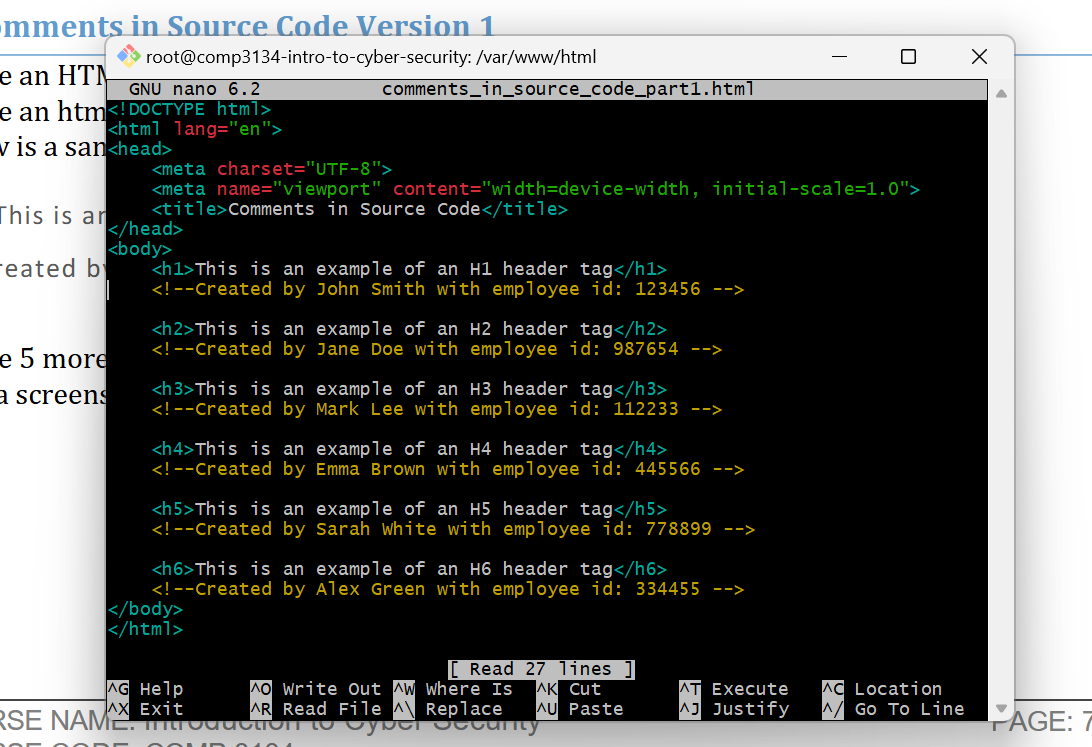 omments in Source Code Version 1
root@comp3134-intro-to-cyber-security: /var/www/html
e an HTM
e an htm
w is a san
This is an
reated by
e 5 more
a screens
GNU nano 6.2 comments_in_source_code_part1.html
<!DOCTYPE html>
<html lang="en">
<head>
    <meta charset="UTF-8">
    <meta name="viewport" content="width=device-width, initial-scale=1.0">
    <title>Comments in Source Code</title>
</head>
<body>
    <h1>This is an example of an H1 header tag</h1>
    <!--Created by John Smith with employee id: 123456 -->
    <h2>This is an example of an H2 header tag</h2>
    <!--Created by Jane Doe with employee id: 987654 -->
    <h3>This is an example of an H3 header tag</h3>
    <!--Created by Mark Lee with employee id: 112233 -->
    <h4>This is an example of an H4 header tag</h4>
    <!--Created by Emma Brown with employee id: 445566 -->
    <h5>This is an example of an H5 header tag</h5>
    <!--Created by Sarah White with employee id: 778899 -->
    <h6>This is an example of an H6 header tag</h6>
    <!--Created by Alex Green with employee id: 334455 -->
</body>
</html>
[ Read 27 lines ]
^G Help ^O Write Out ^W Where Is ^K Cut ^T Execute ^C Location
^X Exit ^R Read File ^\ Replace ^U Paste ^J Justify ^/ Go To Line
RSE NAME: Introduction to Cyber Security PAGE: 7
RSE CODE: COMP 3134